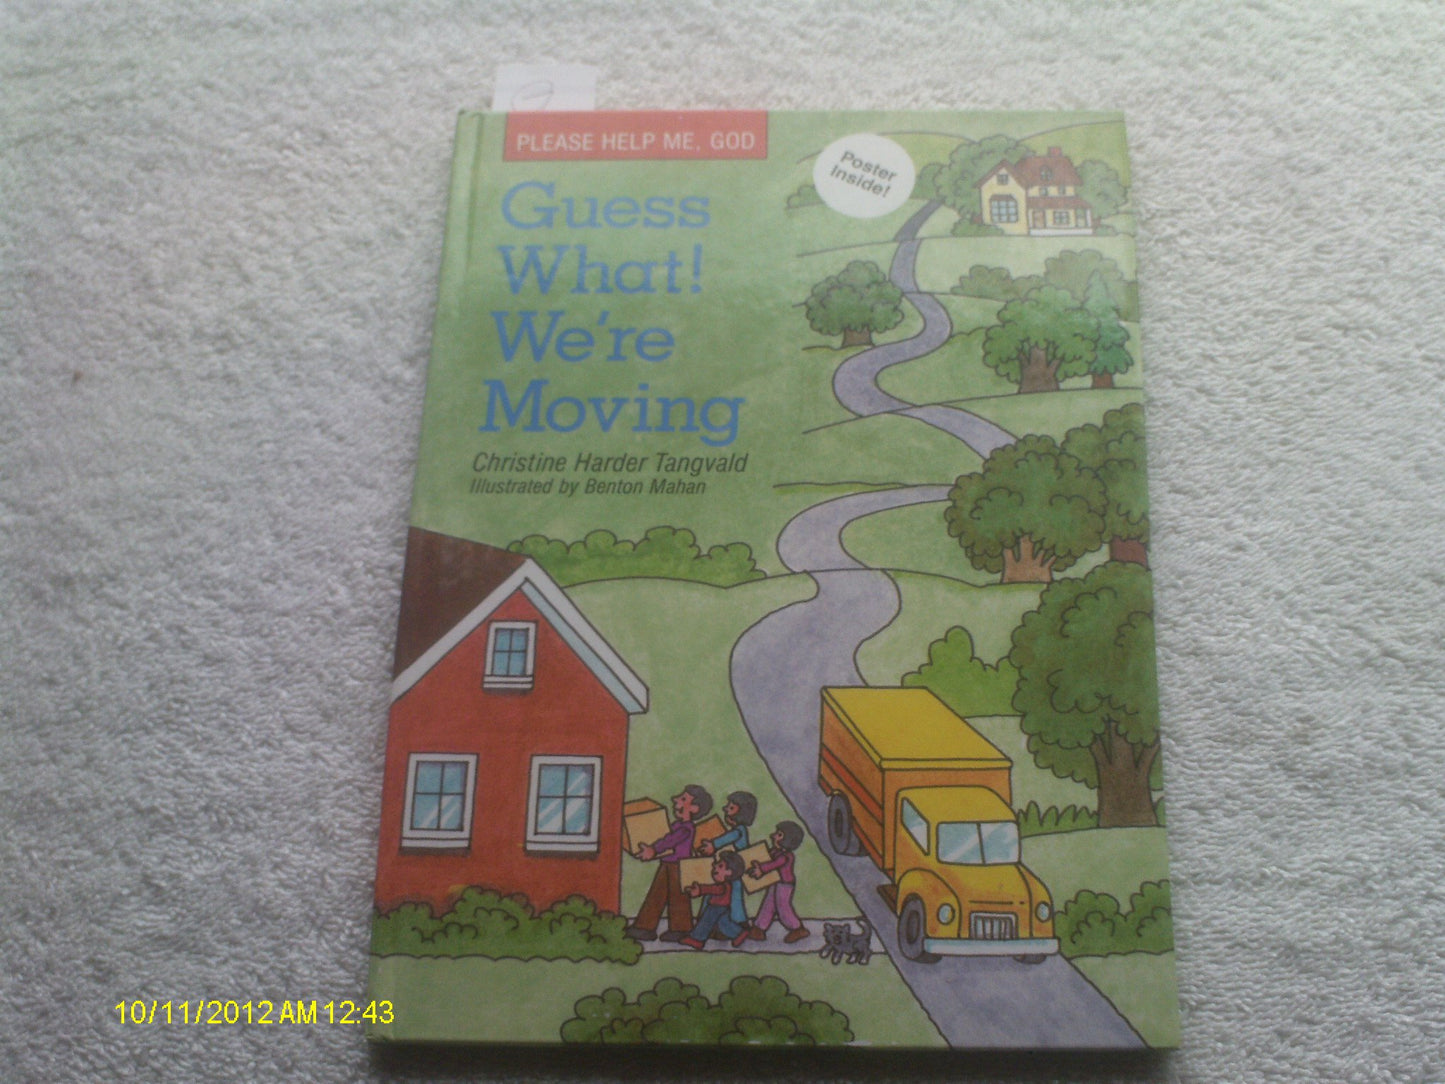 PLEASE HELP ME, GOD
Poster
Inside!
Guess
What!
We're
Moving
Christine Harder Tangvald
Illustrated by Benton Mahan
10/11/2012 AM 12:43